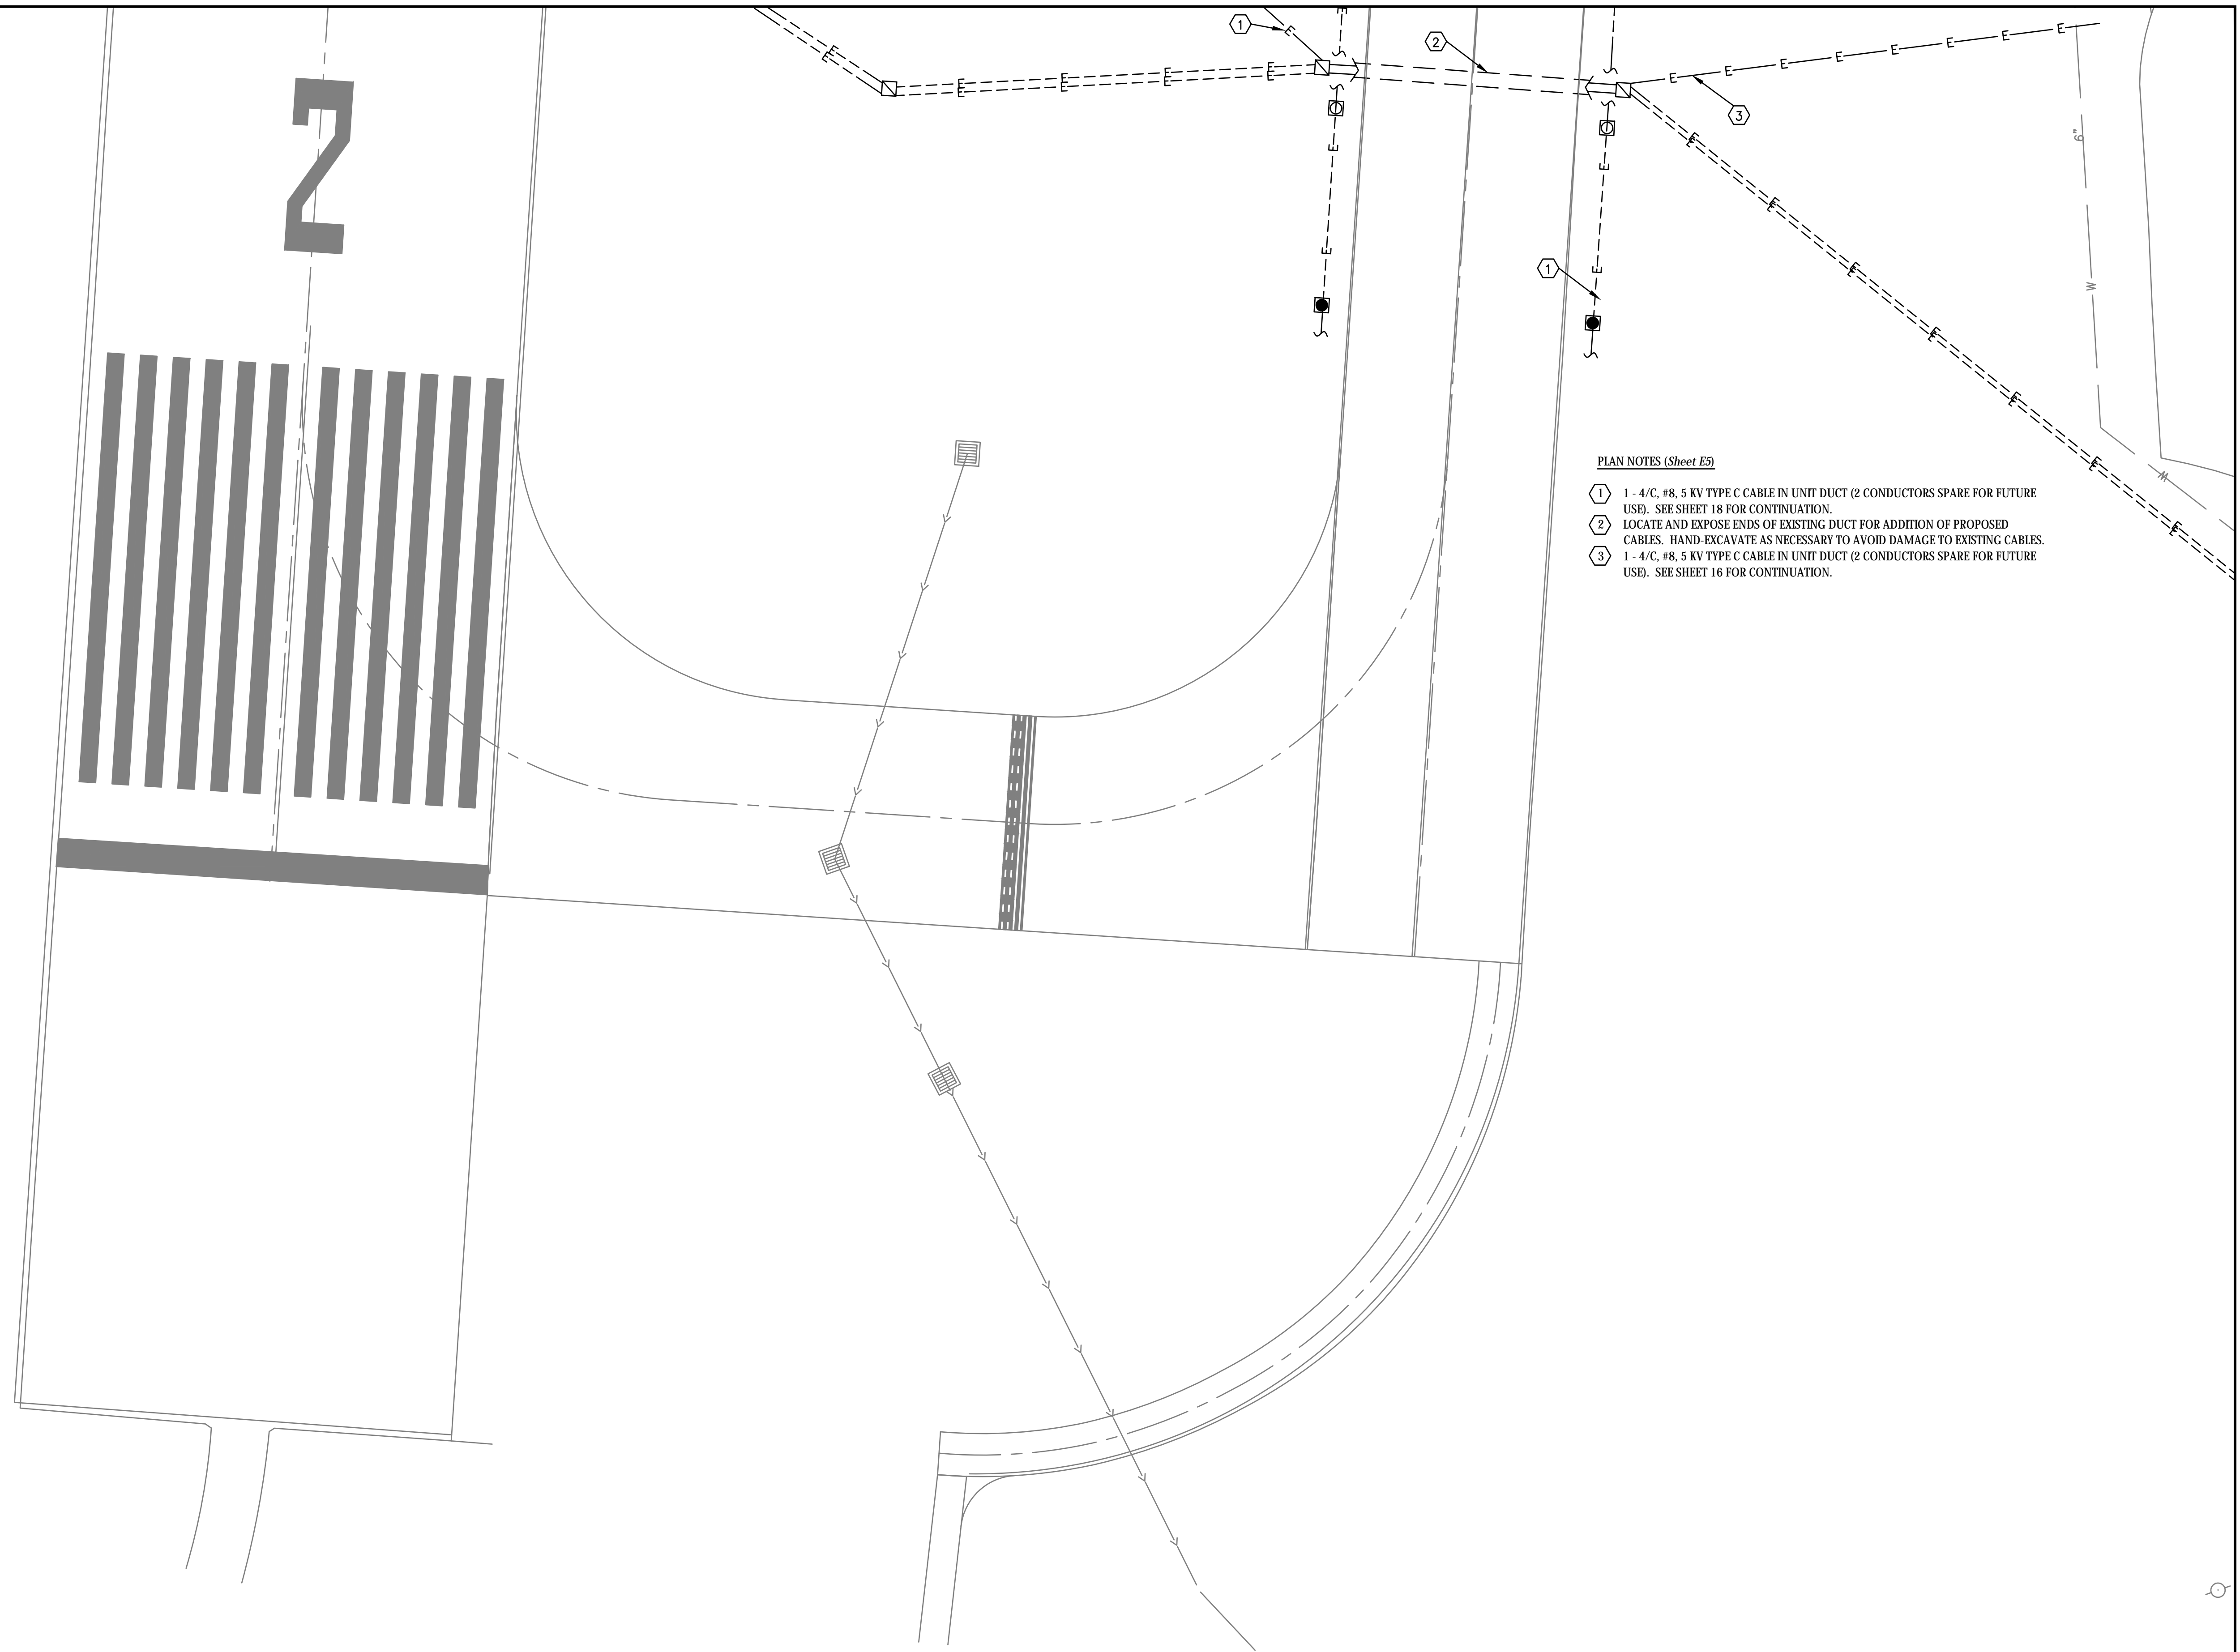 1
2
3
2
6"
1
W
W
PLAN NOTES (Sheet E5)
1 1 - 4/C, #8, 5 KV TYPE C CABLE IN UNIT DUCT (2 CONDUCTORS SPARE FOR FUTURE
USE). SEE SHEET 18 FOR CONTINUATION.
2 LOCATE AND EXPOSE ENDS OF EXISTING DUCT FOR ADDITION OF PROPOSED
CABLES. HAND-EXCAVATE AS NECESSARY TO AVOID DAMAGE TO EXISTING CABLES.
3 1 - 4/C, #8, 5 KV TYPE C CABLE IN UNIT DUCT (2 CONDUCTORS SPARE FOR FUTURE
USE). SEE SHEET 16 FOR CONTINUATION.